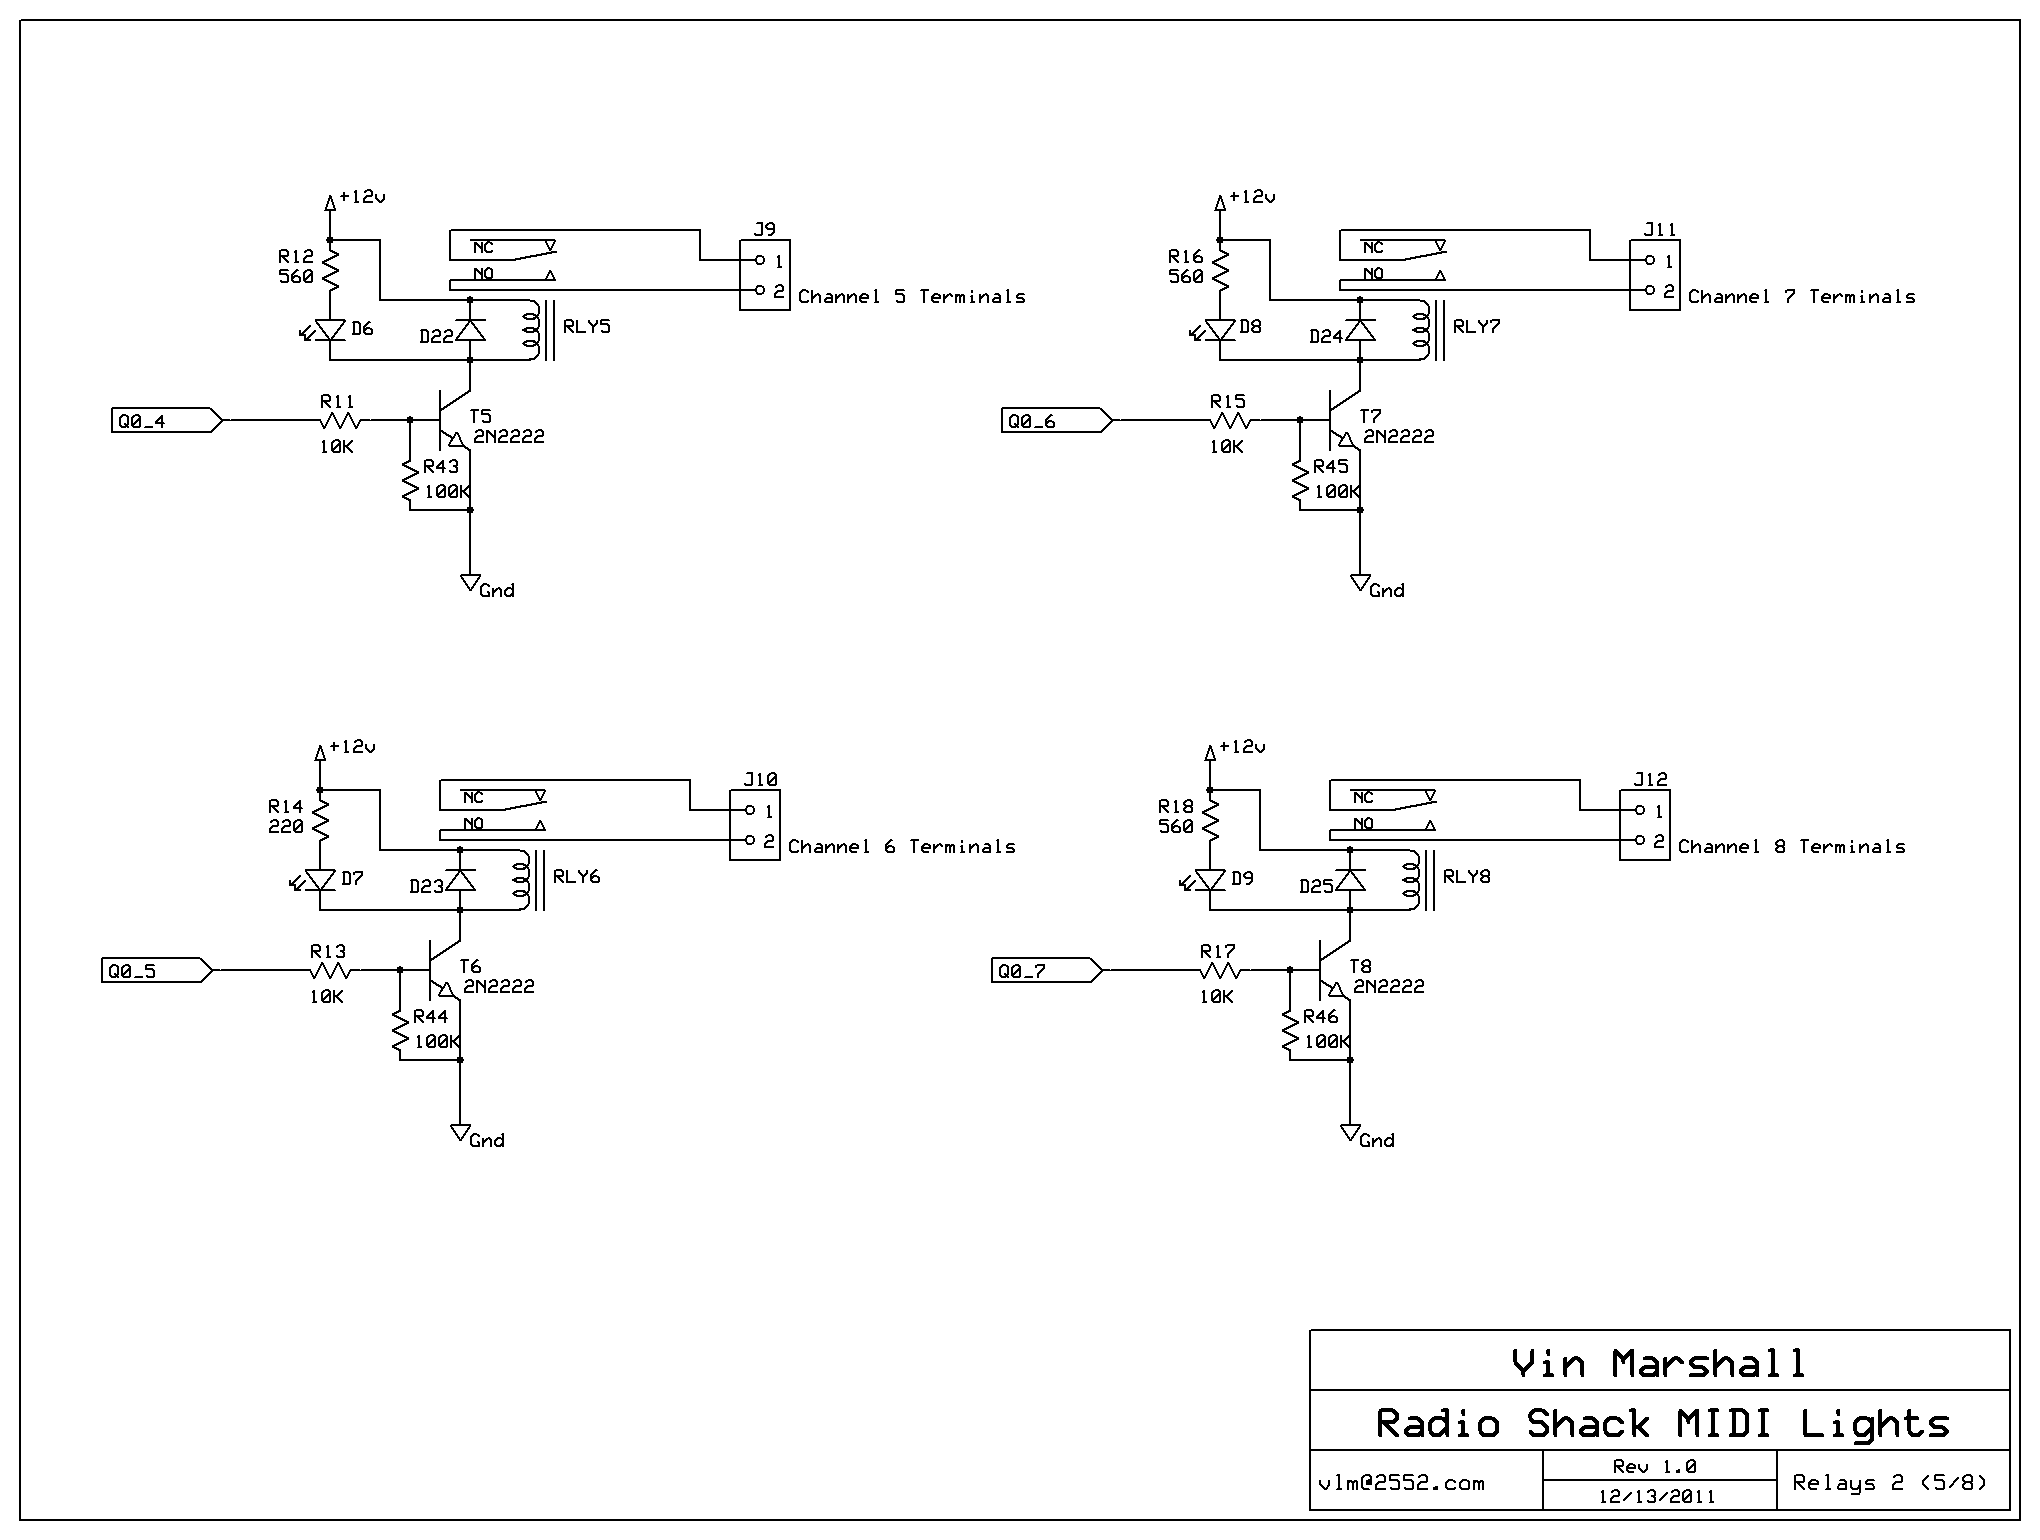 +12v
NC
NO
J9
1
2
Channel 5 Terminals
R12
560
D6
D22
RLY5
Q0_4
R11
10K
T5
2N2222
R43
100K
Gnd
+12v
NC
NO
J11
1
2
Channel 7 Terminals
R16
560
D8
D24
RLY7
Q0_6
R15
10K
T7
2N2222
R45
100K
Gnd
+12v
NC
NO
J10
1
2
Channel 6 Terminals
R14
220
D7
D23
RLY6
Q0_5
R13
10K
T6
2N2222
R44
100K
Gnd
+12v
NC
NO
J12
1
2
Channel 8 Terminals
R18
560
D9
D25
RLY8
Q0_7
R17
10K
T8
2N2222
R46
100K
Gnd
Vin Marshall
Radio Shack MIDI Lights
vlm@2552.com
Rev 1.0
12/13/2011
Relays 2 (5/8)